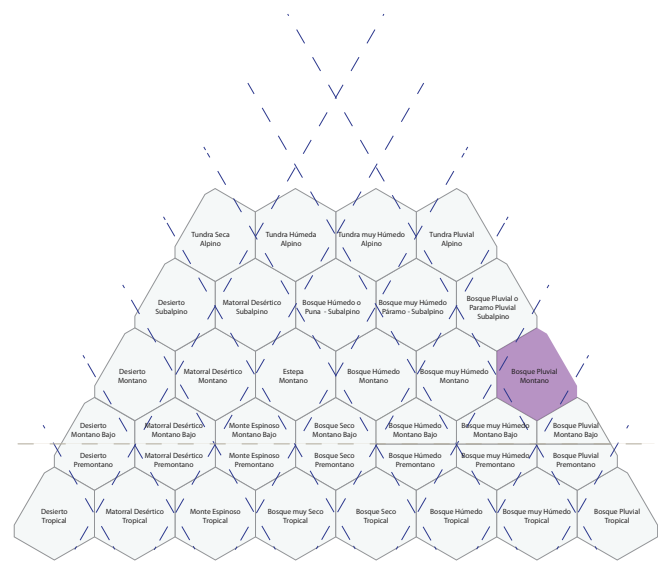 Tundra Seca
Alpino
Tundra Húmeda
Alpino
Tundra muy Húmedo
Alpino
Tundra Pluvial
Alpino
Desierto
Subalpino
Matorral Desértico
Subalpino
Bosque Húmedo o
Puna - Subalpino
Bosque muy Húmedo
Páramo - Subalpino
Bosque Pluvial o
Paramo Pluvial
Subalpino
Desierto
Montano
Matorral Desértico
Montano
Estepa
Montano
Bosque Húmedo
Montano
Bosque muy Húmedo
Montano
Bosque Pluvial
Montano
Desierto
Montano Bajo
Matorral Desértico
Montano Bajo
Monte Espinoso
Montano Bajo
Bosque Seco
Montano Bajo
Bosque Húmedo
Montano Bajo
Bosque muy Húmedo
Montano Bajo
Bosque Pluvial
Montano Bajo
Desierto
Premontano
Matorral Desértico
Premontano
Monte Espinoso
Premontano
Bosque Seco
Premontano
Bosque Húmedo
Premontano
Bosque muy Húmedo
Premontano
Bosque Pluvial
Premontano
Desierto
Tropical
Matorral Desértico
Tropical
Monte Espinoso
Tropical
Bosque muy Seco
Tropical
Bosque Seco
Tropical
Bosque Húmedo
Tropical
Bosque muy Húmedo
Tropical
Bosque Pluvial
Tropical